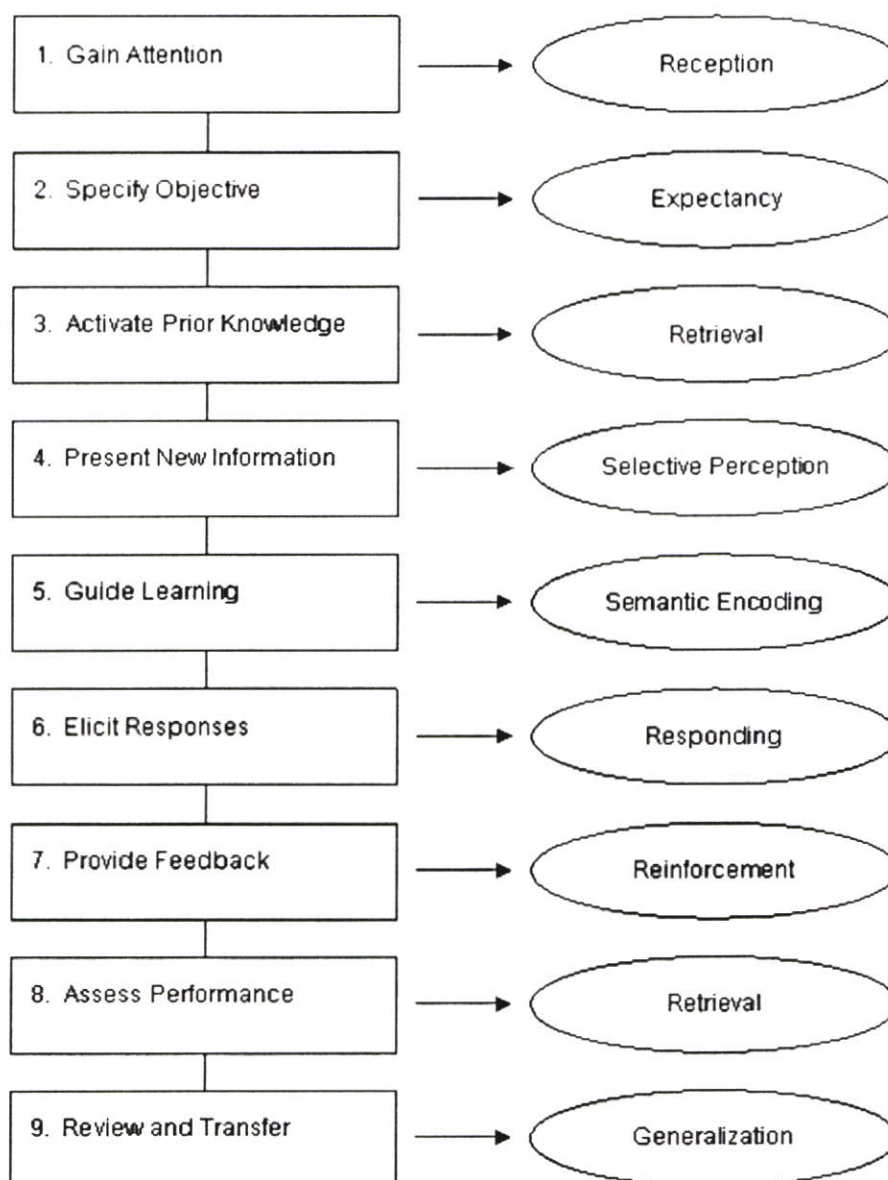 1. Gain Attention
Reception
2. Specify Objective
Expectancy
3. Activate Prior Knowledge
Retrieval
4. Present New Information
Selective Perception
5. Guide Learning
Semantic Encoding
6. Elicit Responses
Responding
7. Provide Feedback
Reinforcement
8. Assess Performance
Retrieval
9. Review and Transfer
Generalization